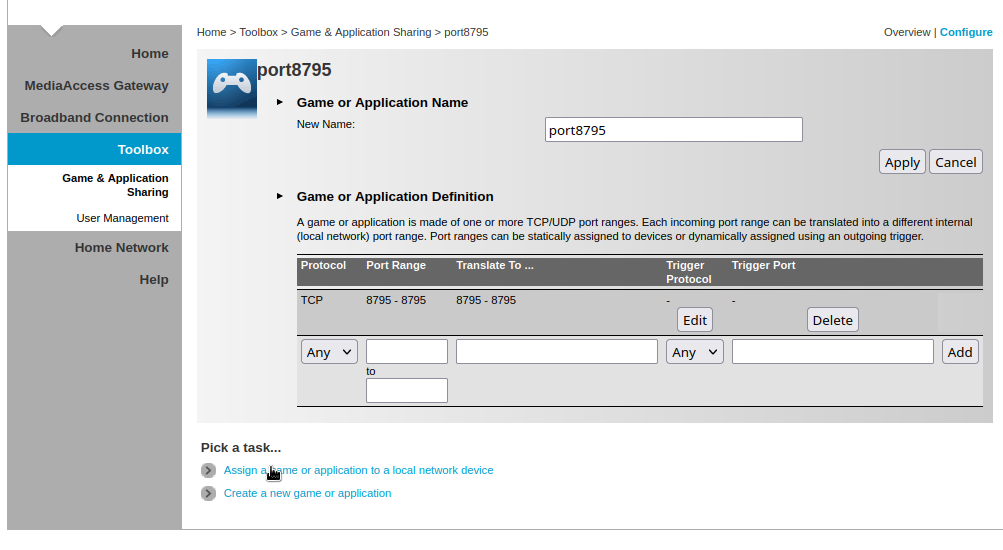 Home > Toolbox > Game & Application Sharing > port8795
Overview | Configure
Home
MediaAccess Gateway
Broadband Connection
Toolbox
Game & Application
Sharing
User Management
Home Network
Help
port8795
Game or Application Name
New Name:
port8795
Apply Cancel
Game or Application Definition
A game or application is made of one or more TCP/UDP port ranges. Each incoming port range can be translated into a different internal
(local network) port range. Port ranges can be statically assigned to devices or dynamically assigned using an outgoing trigger.
Protocol Port Range Translate To ... Trigger Protocol Trigger Port
TCP 8795 - 8795 8795 - 8795 - -
Edit Delete
Any Any Add
to
Pick a task...
Assign a game or application to a local network device
Create a new game or application